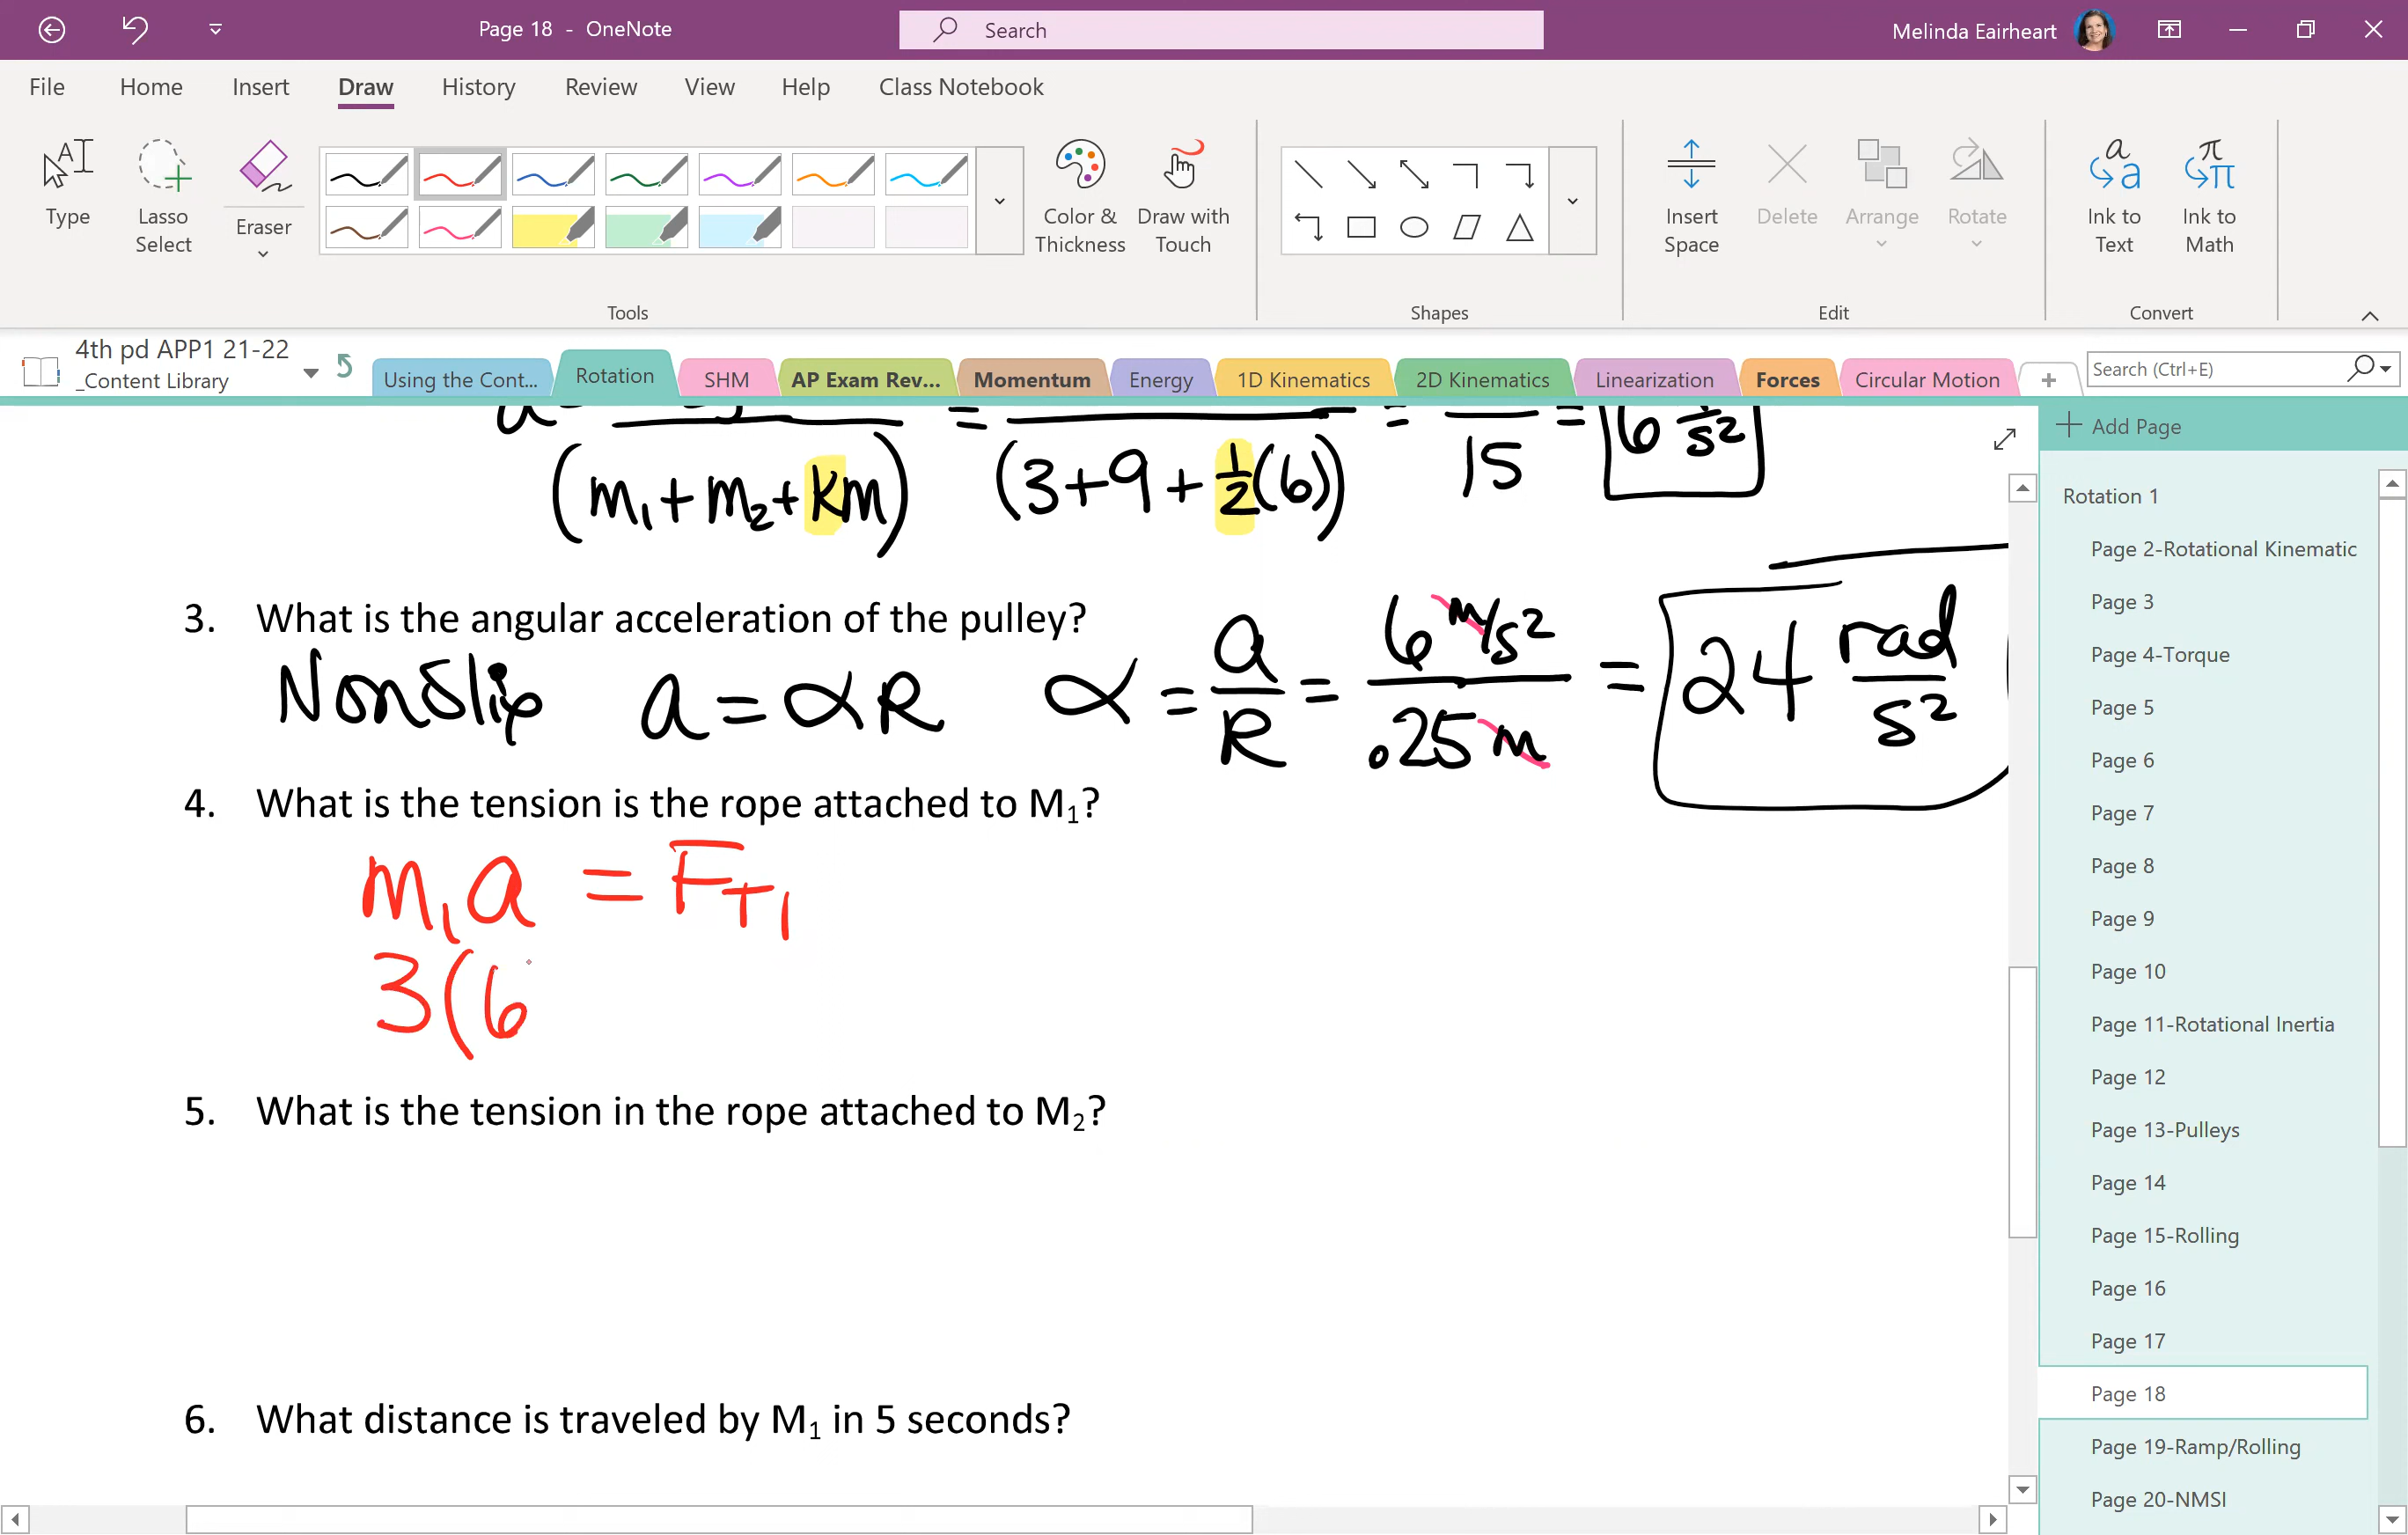 Page 18 - OneNote
Search
Melinda Eairheart
File Home Insert Draw History Review View Help Class Notebook
Type
Lasso Select
Eraser
Color & Thickness
Draw with Touch
Insert Space
Delete
Arrange
Rotate
Ink to Text
Ink to Math
Tools
Shapes
Edit
Convert
4th pd APP1 21-22
_Content Library
Using the Cont... Rotation SHM AP Exam Rev... Momentum Energy 1D Kinematics 2D Kinematics Linearization Forces Circular Motion +
Search (Ctrl+E)
a = / (m₁+m₂+km) = / (3+9+½(6)) = / 15 = 6 m/s²
3. What is the angular acceleration of the pulley?
NonSlip a = αR α = a/R = 6 m/s² / .25 m = 24 rad/s²
4. What is the tension is the rope attached to M₁?
m₁a = F_T1
3(6
5. What is the tension in the rope attached to M₂?
6. What distance is traveled by M₁ in 5 seconds?
Add Page
Rotation 1
Page 2-Rotational Kinematic
Page 3
Page 4-Torque
Page 5
Page 6
Page 7
Page 8
Page 9
Page 10
Page 11-Rotational Inertia
Page 12
Page 13-Pulleys
Page 14
Page 15-Rolling
Page 16
Page 17
Page 18
Page 19-Ramp/Rolling
Page 20-NMSI